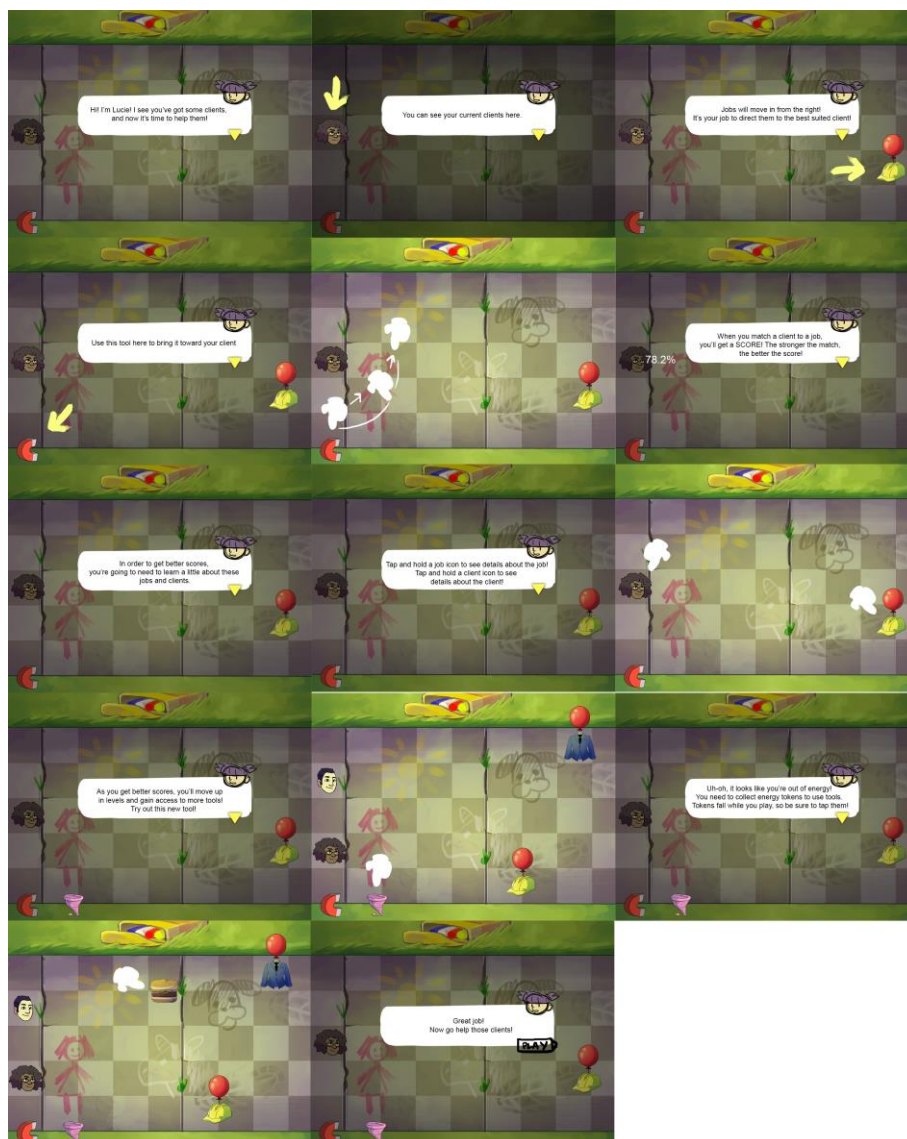 Hi! I'm Lucie! I see you've got some clients,
and now it's time to help them!
You can see your current clients here.
Jobs will move in from the right!
It's your job to direct them to the best suited client!
Use this tool here to bring it toward your client
When you match a client to a job,
you'll get a SCORE! The stronger the match,
the better the score!
78.2%
In order to get better scores,
you're going to need to learn a little about these
jobs and clients.
Tap and hold a job icon to see details about the job!
Tap and hold a client icon to see
details about the client!
As you get better scores, you'll move up
in levels and gain access to more tools!
Try out this new tool!
Uh-oh, it looks like you're out of energy!
You need to collect energy tokens to use tools.
Tokens fall while you play, so be sure to tap them!
Great job!
Now go help those clients!
PLAY